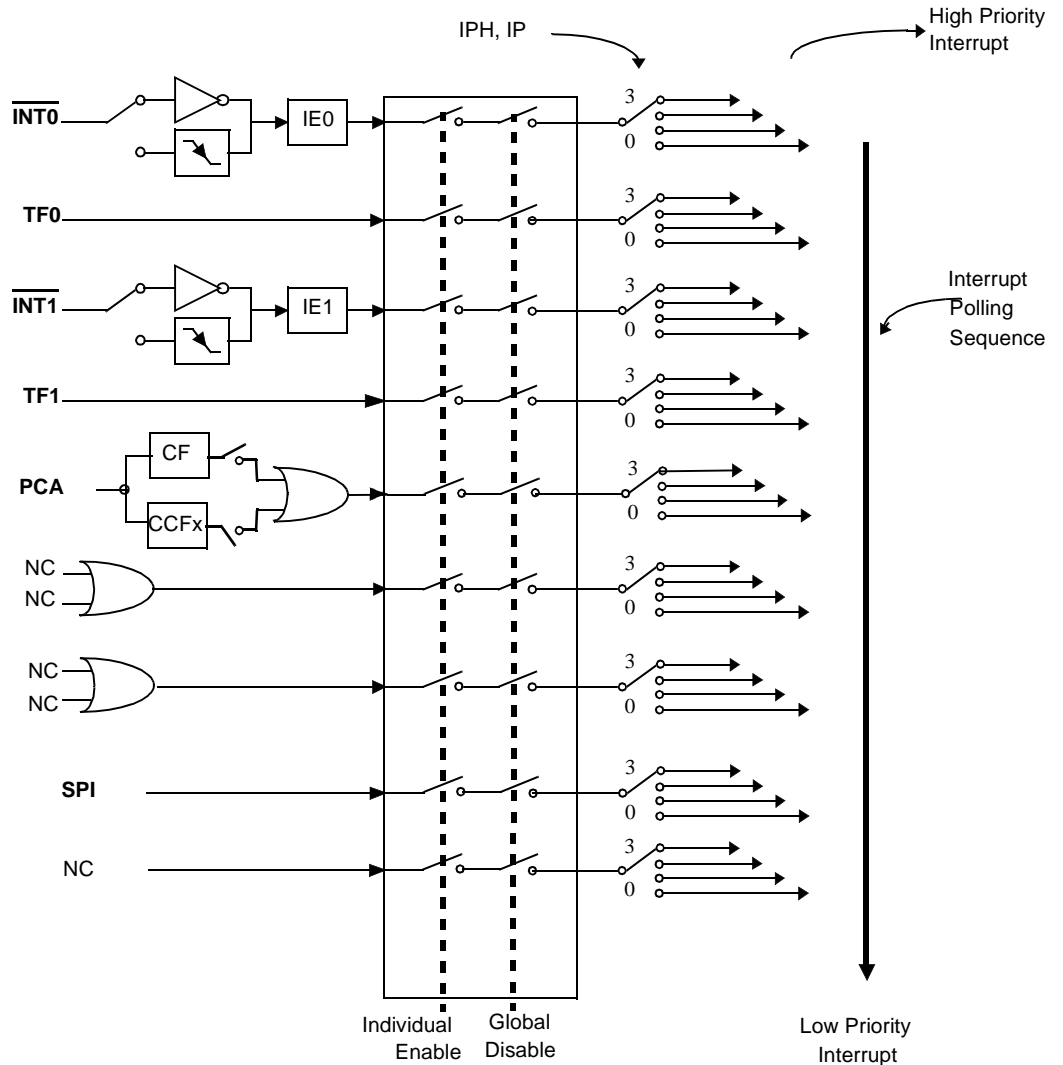 IPH, IP
High Priority
Interrupt
INT0
IE0
3
0
TF0
3
0
INT1
IE1
3
0
Interrupt
Polling
Sequence
TF1
3
0
PCA
CF
CCFx
3
0
NC
NC
3
0
NC
NC
3
0
SPI
3
0
NC
3
0
Individual
Enable
Global
Disable
Low Priority
Interrupt